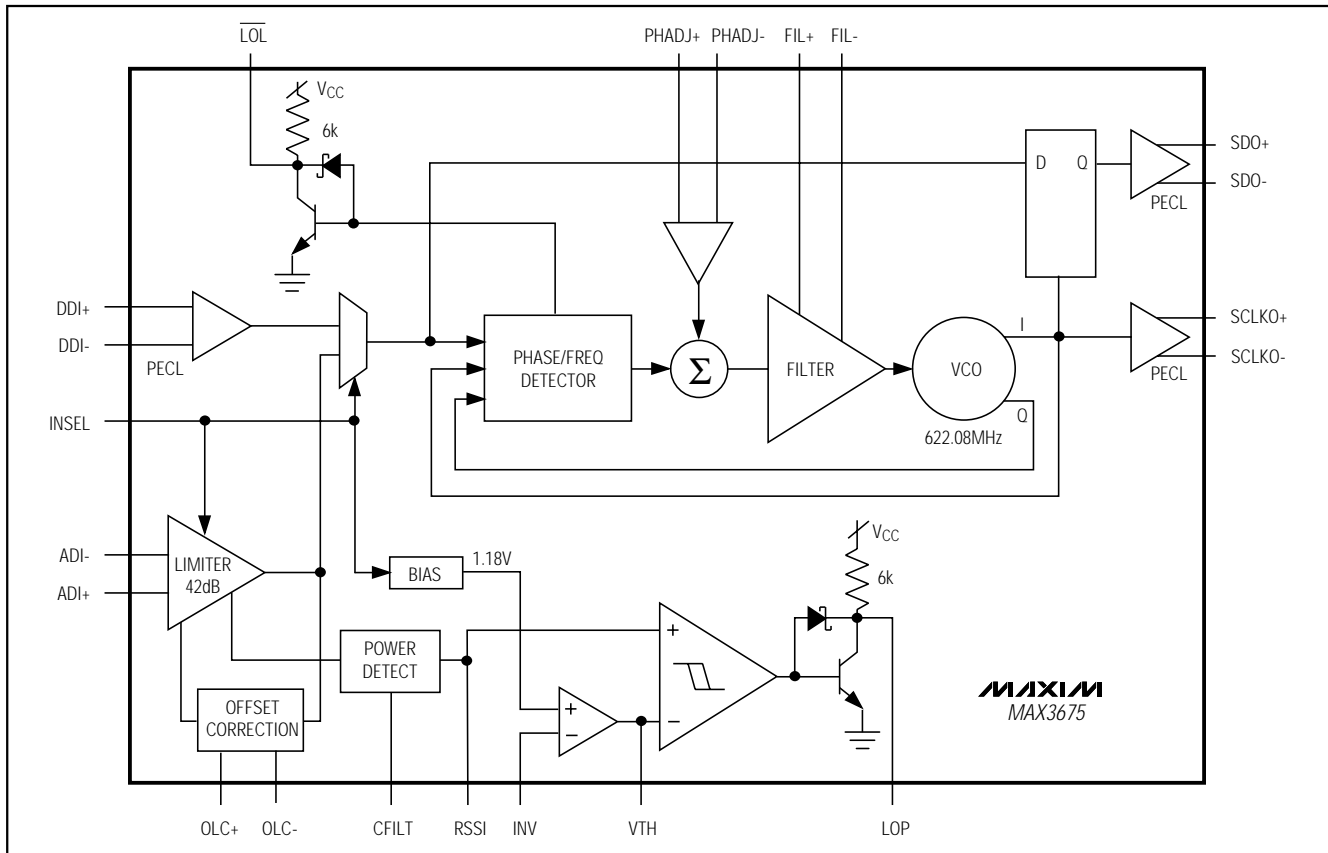 LOL
PHADJ+ PHADJ- FIL+ FIL-
VCC
6k
D Q
SDO+
SDO-
PECL
DDI+
DDI-
PECL
PHASE/FREQ
DETECTOR
Σ
FILTER
VCO
I
Q
622.08MHz
SCLKO+
SCLKO-
PECL
INSEL
ADI-
ADI+
LIMITER
42dB
BIAS
1.18V
VCC
6k
POWER
DETECT
+
-
OFFSET
CORRECTION
+
-
MAXIM
MAX3675
OLC+ OLC- CFILT RSSI INV VTH LOP